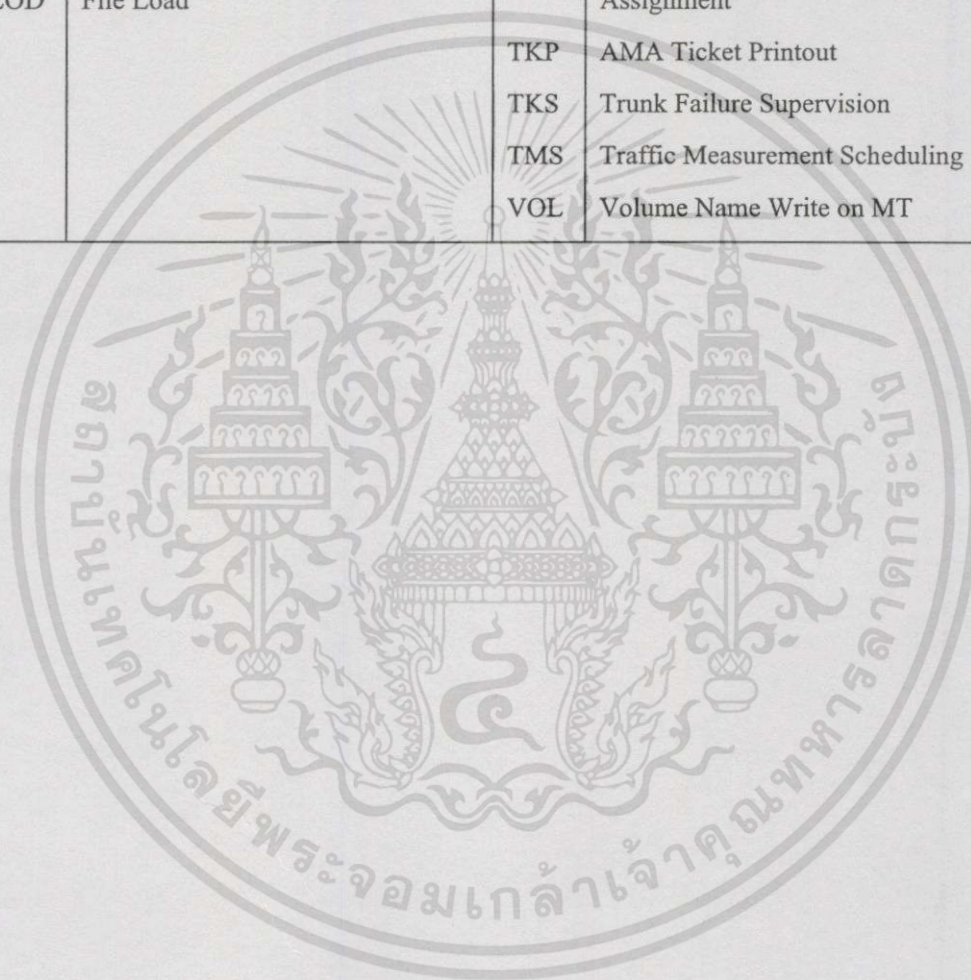 File Load
Assignment
TKP AMA Ticket Printout
TKS Trunk Failure Supervision
TMS Traffic Measurement Scheduling
VOL Volume Name Write on MT
สถาบันเทคโนโลยีพระจอมเกล้าเจ้าคุณทหารลาดกระบัง